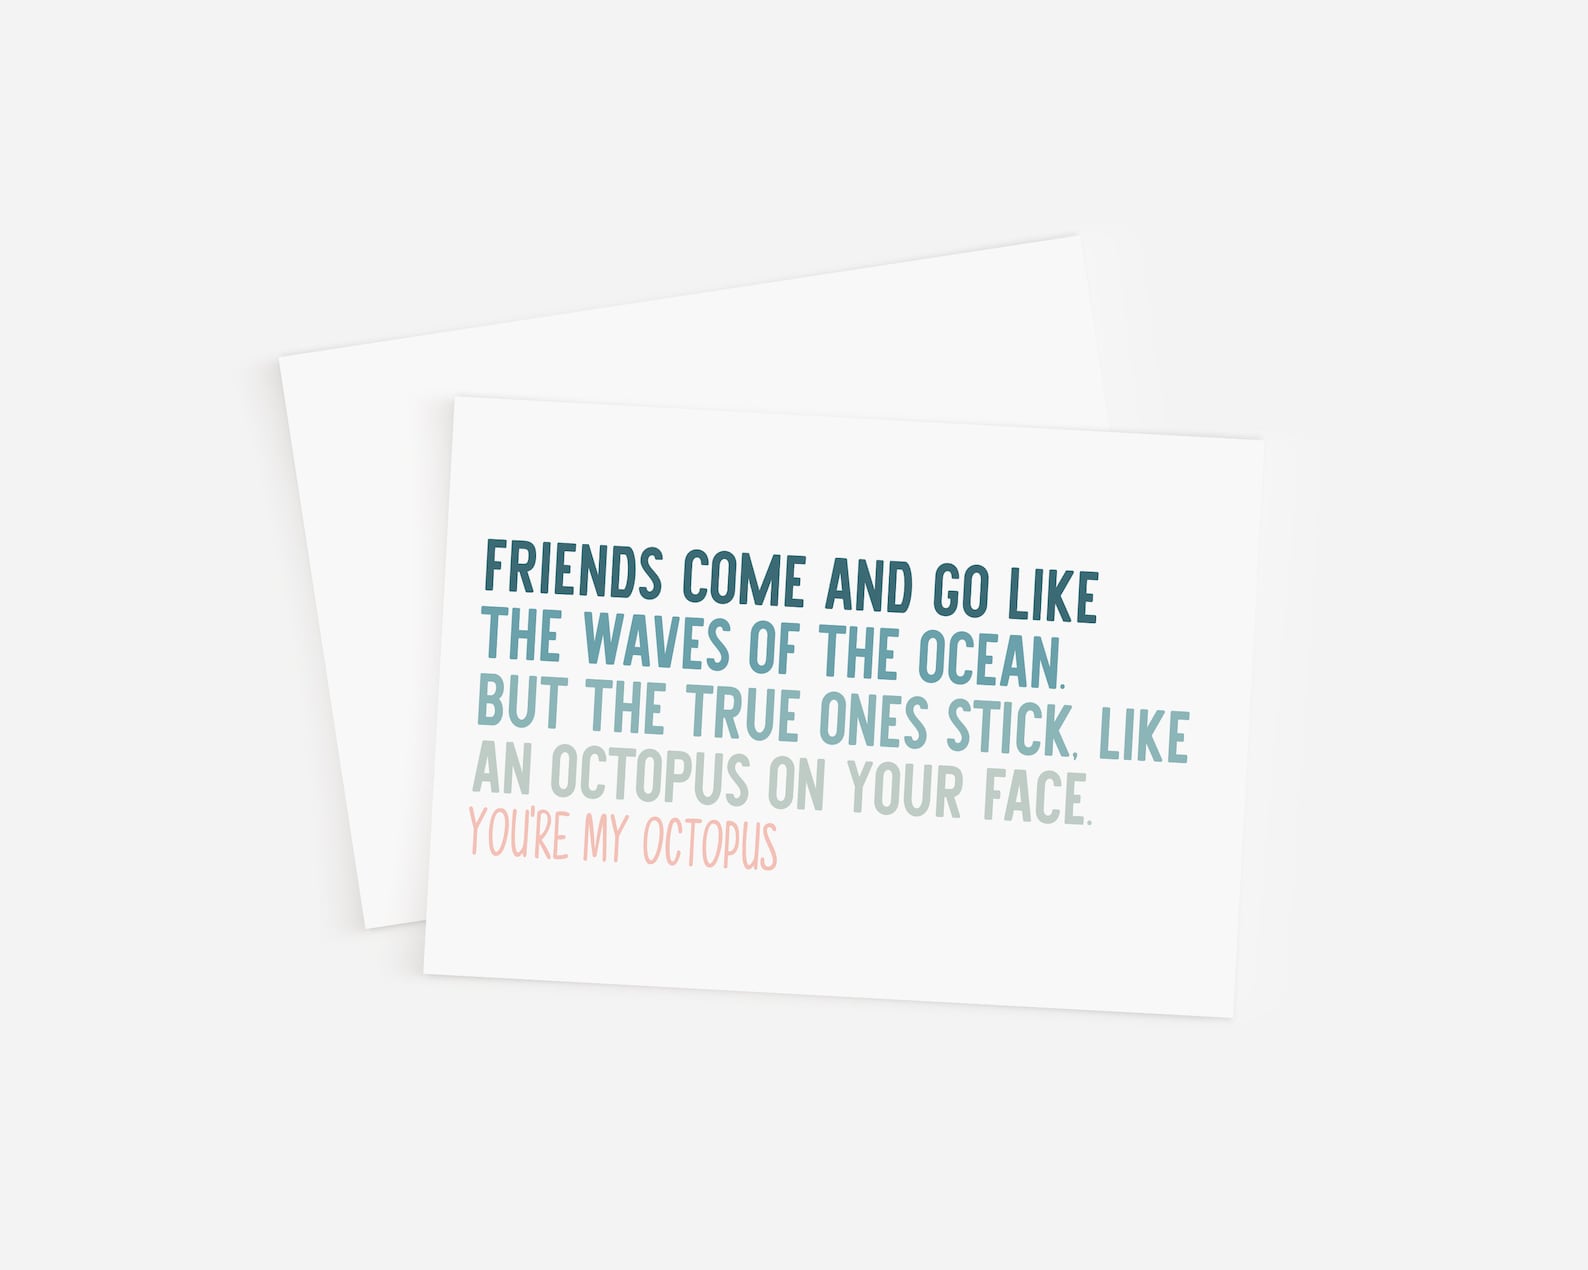 FRIENDS COME AND GO LIKE
THE WAVES OF THE OCEAN.
BUT THE TRUE ONES STICK, LIKE
AN OCTOPUS ON YOUR FACE.
YOU'RE MY OCTOPUS